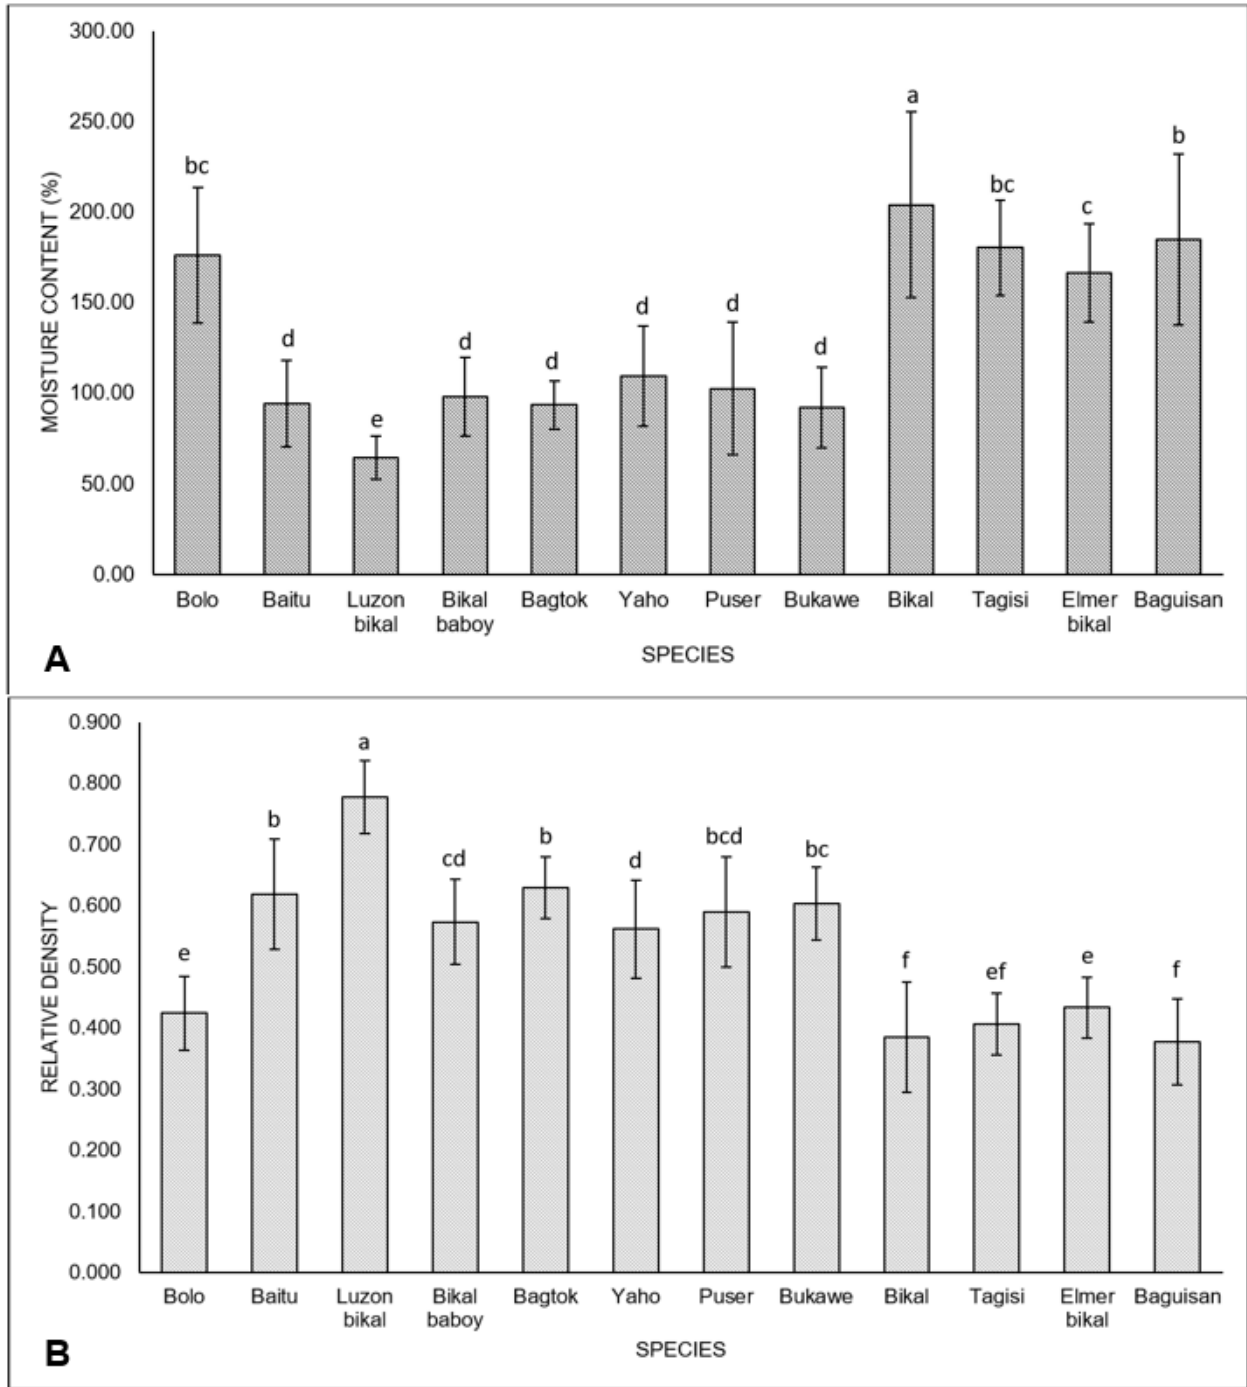 300.00
250.00
200.00
150.00
100.00
50.00
0.00
MOISTURE CONTENT (%)
bc
d
e
d
d
d
d
d
a
bc
c
b
Bolo
Baitu
Luzon
bikal
Bikal
baboy
Bagtok
Yaho
Puser
Bukawe
Bikal
Tagisi
Elmer
bikal
Baguisan
SPECIES
A
0.900
0.800
0.700
0.600
0.500
0.400
0.300
0.200
0.100
0.000
RELATIVE DENSITY
e
b
a
cd
b
d
bcd
bc
f
ef
e
f
Bolo
Baitu
Luzon
bikal
Bikal
baboy
Bagtok
Yaho
Puser
Bukawe
Bikal
Tagisi
Elmer
bikal
Baguisan
SPECIES
B